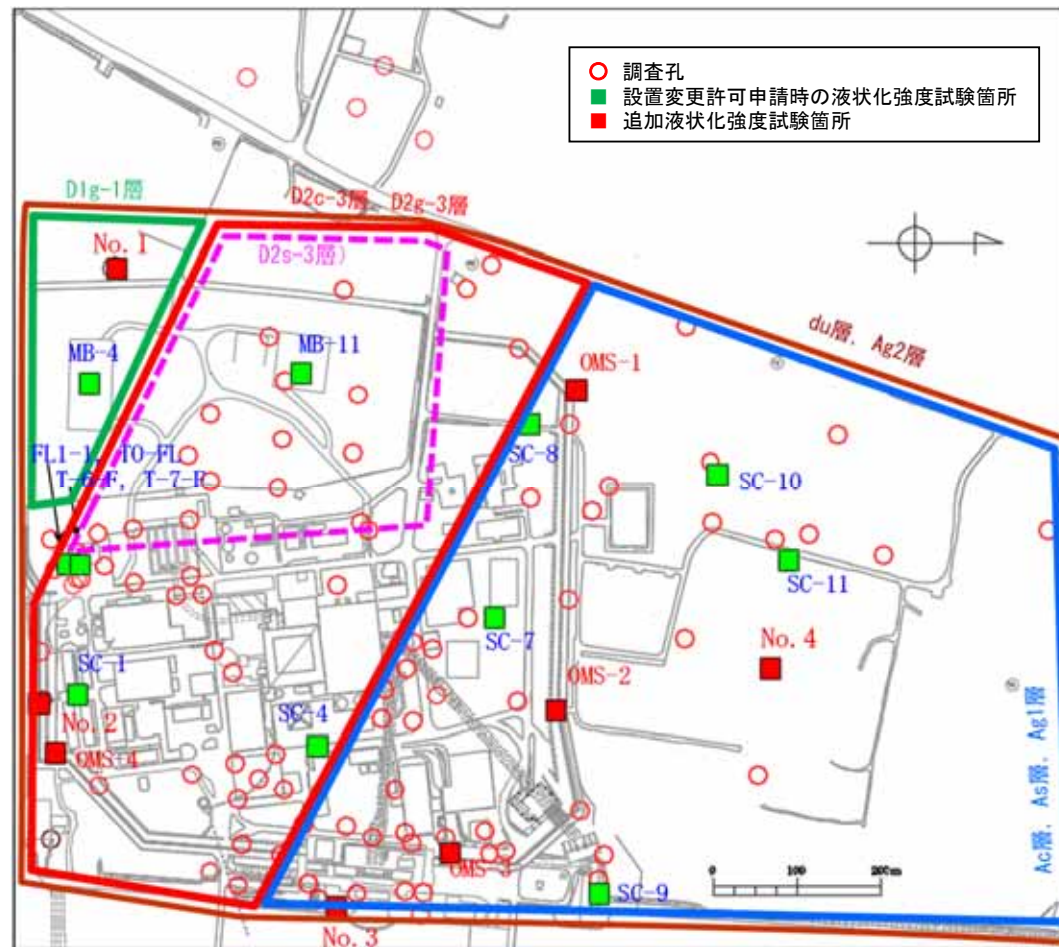 調査孔
設置変更許可申請時の液状化強度試験箇所
追加液状化強度試験箇所
D1g-1層
D2c-3層 D2g-3層
No. 1
D2s-3層)
du層, Ag2層
MB-4
MB-11
OMS-1
SC-8
SC-10
SC-11
SC-7
No. 4
OMS-2
SC-1
No. 2
OMS-4
SC-4
Ac層, As層, Ag1層
OMS-3
SC-9
No. 3
0 100 200m